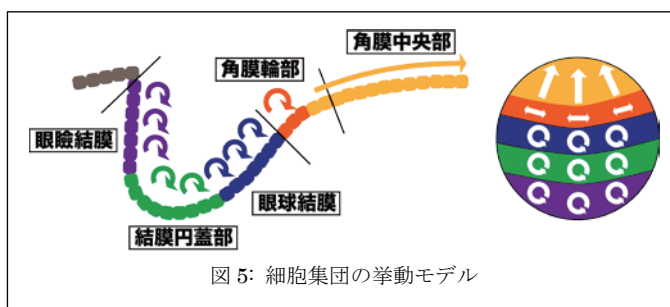 角膜中央部
角膜輪部
眼瞼結膜
眼球結膜
結膜円蓋部
図 5: 細胞集団の挙動モデル